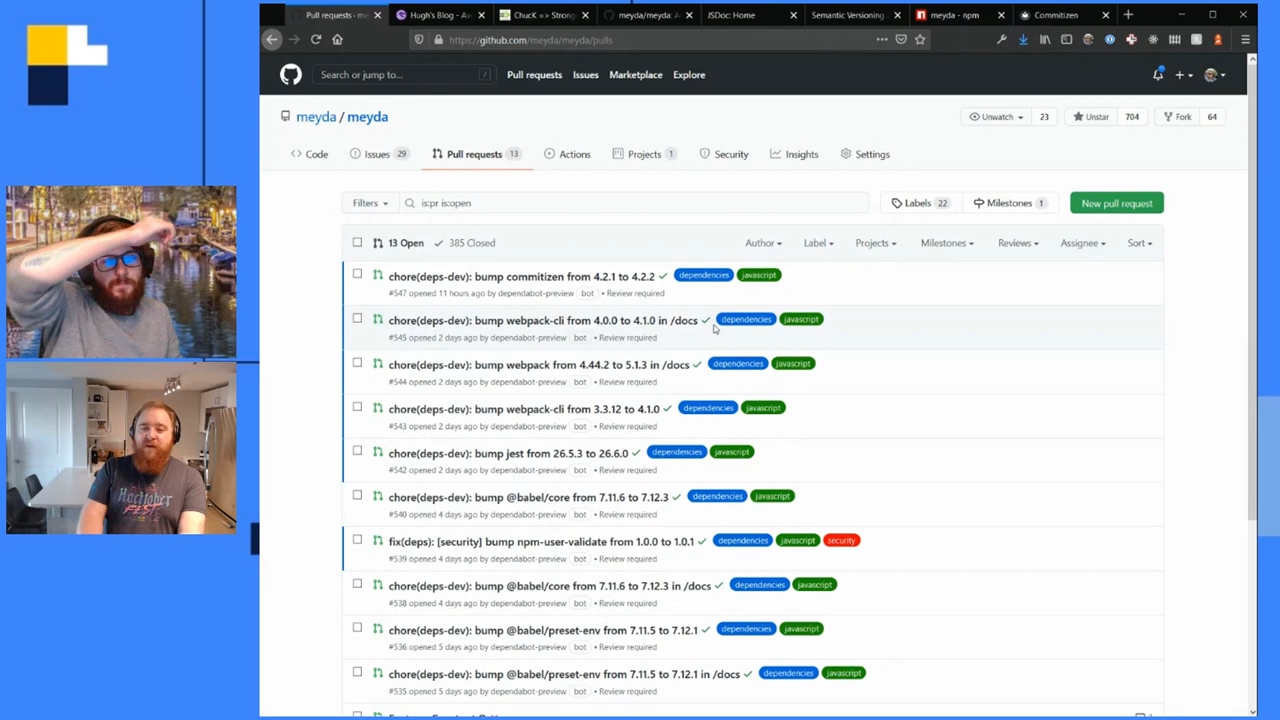 Pull requests · me
Hugh's Blog - Av
ChucK => Strong
meyda/meyda: A
JSDoc: Home
Semantic Versioning
meyda - npm
Commitizen
https://github.com/meyda/meyda/pulls
Search or jump to...
/
Pull requests
Issues
Marketplace
Explore
meyda / meyda
Unwatch
23
Unstar
704
Fork
64
Code
Issues 29
Pull requests 13
Actions
Projects 1
Security
Insights
Settings
Filters
is:pr is:open
Labels 22
Milestones 1
New pull request
13 Open
385 Closed
Author
Label
Projects
Milestones
Reviews
Assignee
Sort
chore(deps-dev): bump commitizen from 4.2.1 to 4.2.2 dependencies javascript
#547 opened 11 hours ago by dependabot-preview bot • Review required
chore(deps-dev): bump webpack-cli from 4.0.0 to 4.1.0 in /docs dependencies javascript
#545 opened 2 days ago by dependabot-preview bot • Review required
chore(deps-dev): bump webpack from 4.44.2 to 5.1.3 in /docs dependencies javascript
#544 opened 2 days ago by dependabot-preview bot • Review required
chore(deps-dev): bump webpack-cli from 3.3.12 to 4.1.0 dependencies javascript
#543 opened 2 days ago by dependabot-preview bot • Review required
chore(deps-dev): bump jest from 26.5.3 to 26.6.0 dependencies javascript
#542 opened 2 days ago by dependabot-preview bot • Review required
chore(deps-dev): bump @babel/core from 7.11.6 to 7.12.3 dependencies javascript
#540 opened 4 days ago by dependabot-preview bot • Review required
fix(deps): [security] bump npm-user-validate from 1.0.0 to 1.0.1 dependencies javascript security
#539 opened 4 days ago by dependabot-preview bot • Review required
chore(deps-dev): bump @babel/core from 7.11.6 to 7.12.3 in /docs dependencies javascript
#538 opened 4 days ago by dependabot-preview bot • Review required
chore(deps-dev): bump @babel/preset-env from 7.11.5 to 7.12.1 dependencies javascript
#536 opened 5 days ago by dependabot-preview bot • Review required
chore(deps-dev): bump @babel/preset-env from 7.11.5 to 7.12.1 in /docs dependencies javascript
#535 opened 5 days ago by dependabot-preview bot • Review required